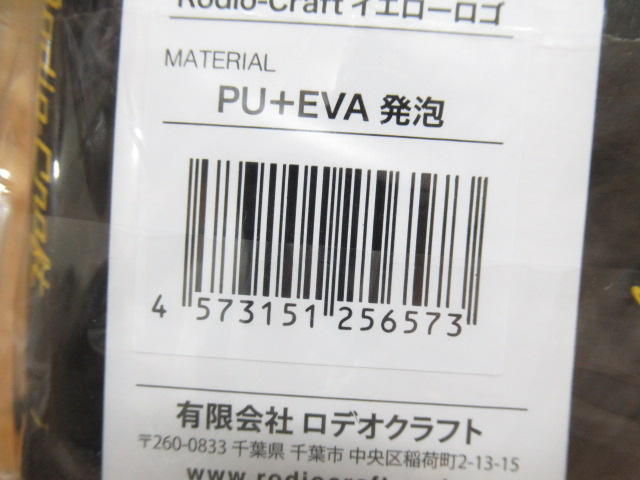 Rodio-Craft イエローロゴ
MATERIAL
PU+EVA 発泡
4 573151 256573
有限会社 ロデオクラフト
〒260-0833 千葉県 千葉市 中央区稲荷町2-13-15
www.rodiocraft